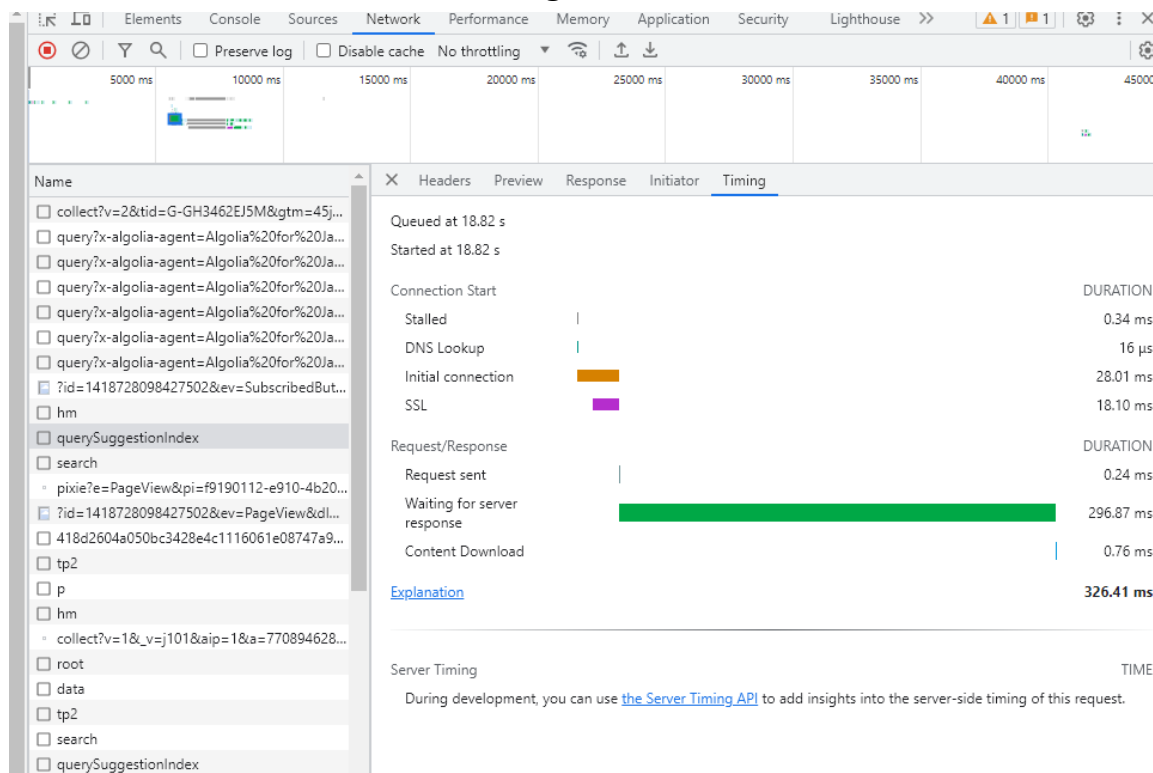 Elements Console Sources Network Performance Memory Application Security Lighthouse 1 1
Preserve log Disable cache No throttling
5000 ms 10000 ms 15000 ms 20000 ms 25000 ms 30000 ms 35000 ms 40000 ms 45000
Name
Headers Preview Response Initiator Timing
collect?v=2&tid=G-GH3462EJ5M&gtm=45j...
query?x-algolia-agent=Algolia%20for%20Ja...
query?x-algolia-agent=Algolia%20for%20Ja...
query?x-algolia-agent=Algolia%20for%20Ja...
query?x-algolia-agent=Algolia%20for%20Ja...
query?x-algolia-agent=Algolia%20for%20Ja...
query?x-algolia-agent=Algolia%20for%20Ja...
?id=1418728098427502&ev=SubscribedBut...
hm
querySuggestionIndex
search
pixie?e=PageView&pi=f9190112-e910-4b20...
?id=1418728098427502&ev=PageView&dl...
418d2604a050bc3428e4c1116061e08747a9...
tp2
p
hm
collect?v=1&_v=j101&aip=1&a=770894628...
root
data
tp2
search
querySuggestionIndex
Queued at 18.82 s
Started at 18.82 s
Connection Start DURATION
Stalled 0.34 ms
DNS Lookup 16 μs
Initial connection 28.01 ms
SSL 18.10 ms
Request/Response DURATION
Request sent 0.24 ms
Waiting for server
response 296.87 ms
Content Download 0.76 ms
Explanation 326.41 ms
Server Timing TIME
During development, you can use the Server Timing API to add insights into the server-side timing of this request.